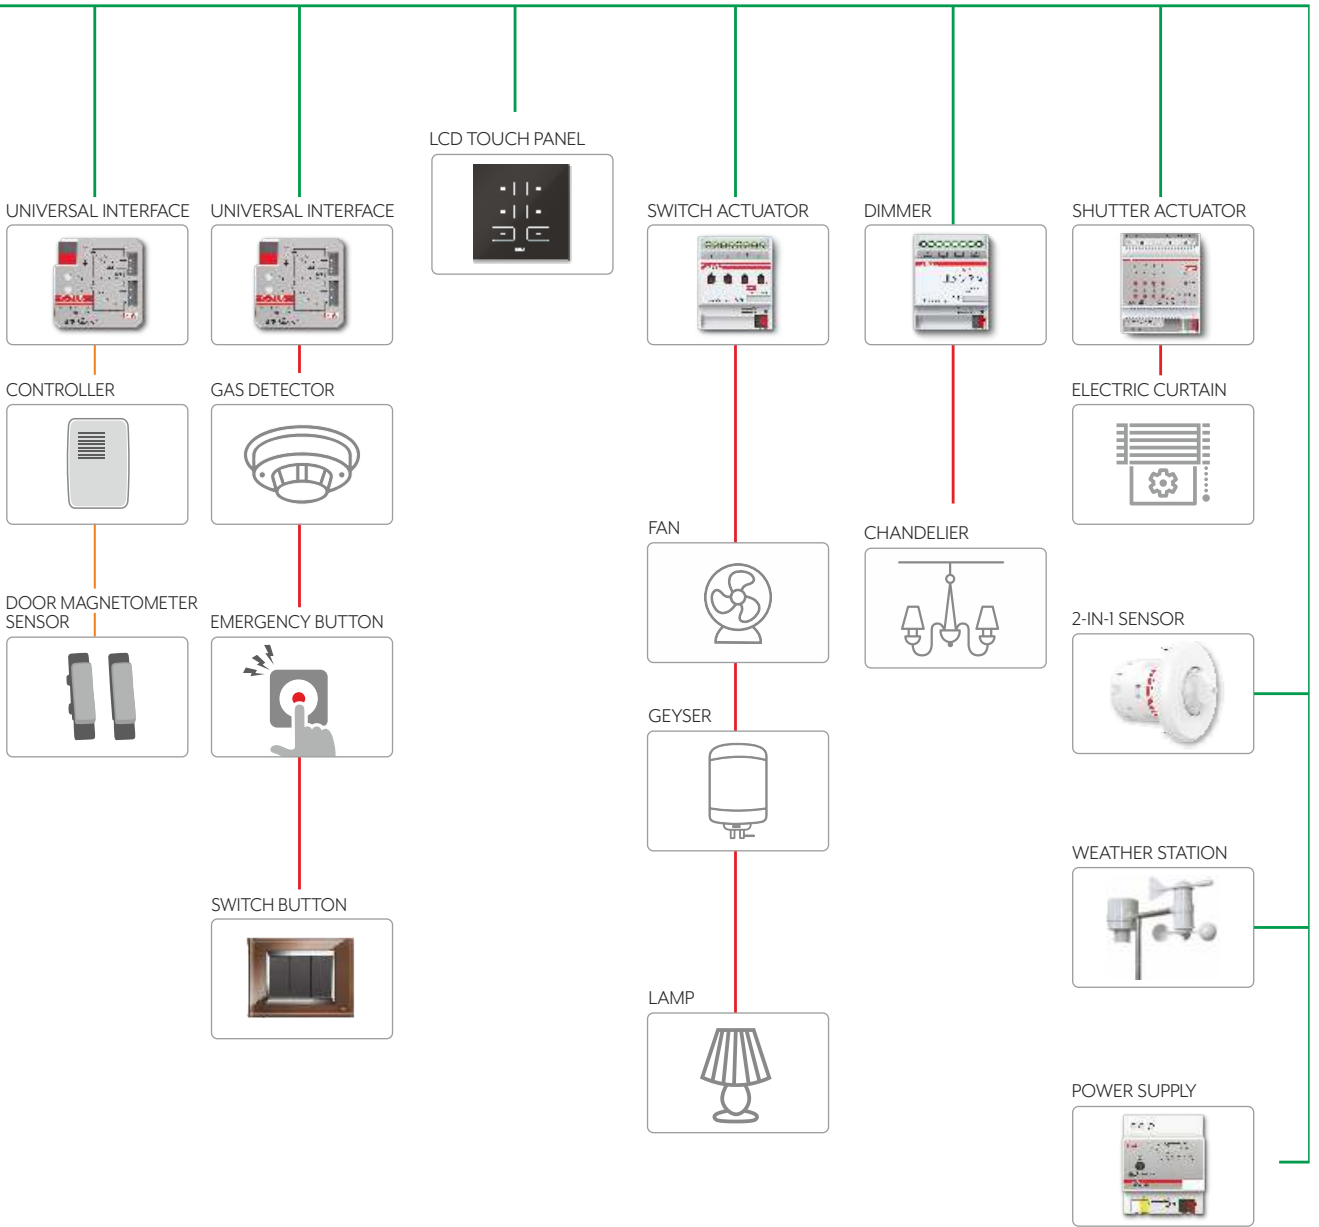 LCD TOUCH PANEL
UNIVERSAL INTERFACE
UNIVERSAL INTERFACE
SWITCH ACTUATOR
DIMMER
SHUTTER ACTUATOR
CONTROLLER
GAS DETECTOR
ELECTRIC CURTAIN
FAN
CHANDELIER
DOOR MAGNETOMETER
SENSOR
EMERGENCY BUTTON
2-IN-1 SENSOR
GEYSER
WEATHER STATION
SWITCH BUTTON
LAMP
POWER SUPPLY